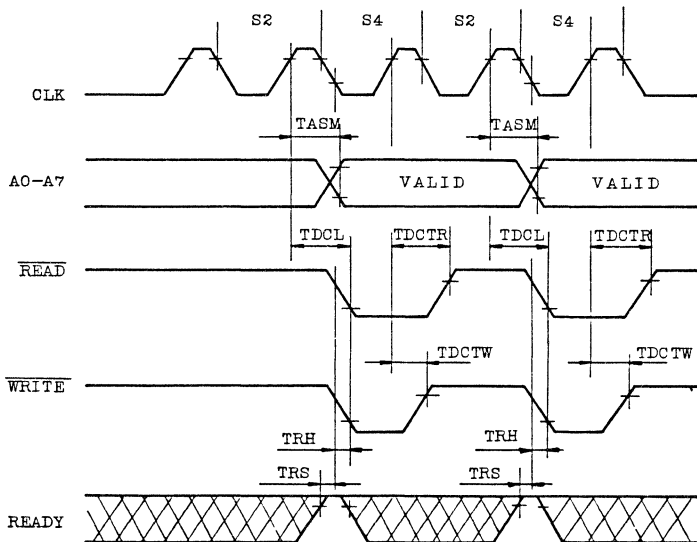 S2 S4 S2 S4
CLK
TASM TASM
A0-A7 VALID VALID
TDCL TDCTR TDCL TDCTR
READ
TDCTW TDCTW
WRITE
TRH TRH
TRS TRS
READY